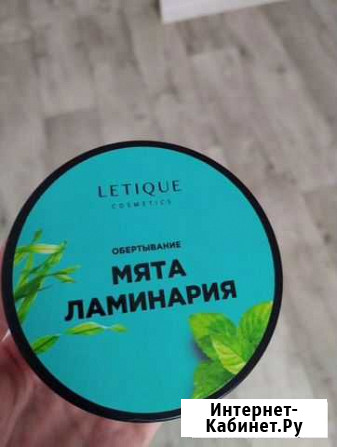 LETIQUE
COSMETICS
ОБЕРТЫВАНИЕ
МЯТА
ЛАМИНАРИЯ
Интернет-
Кабинет.Ру